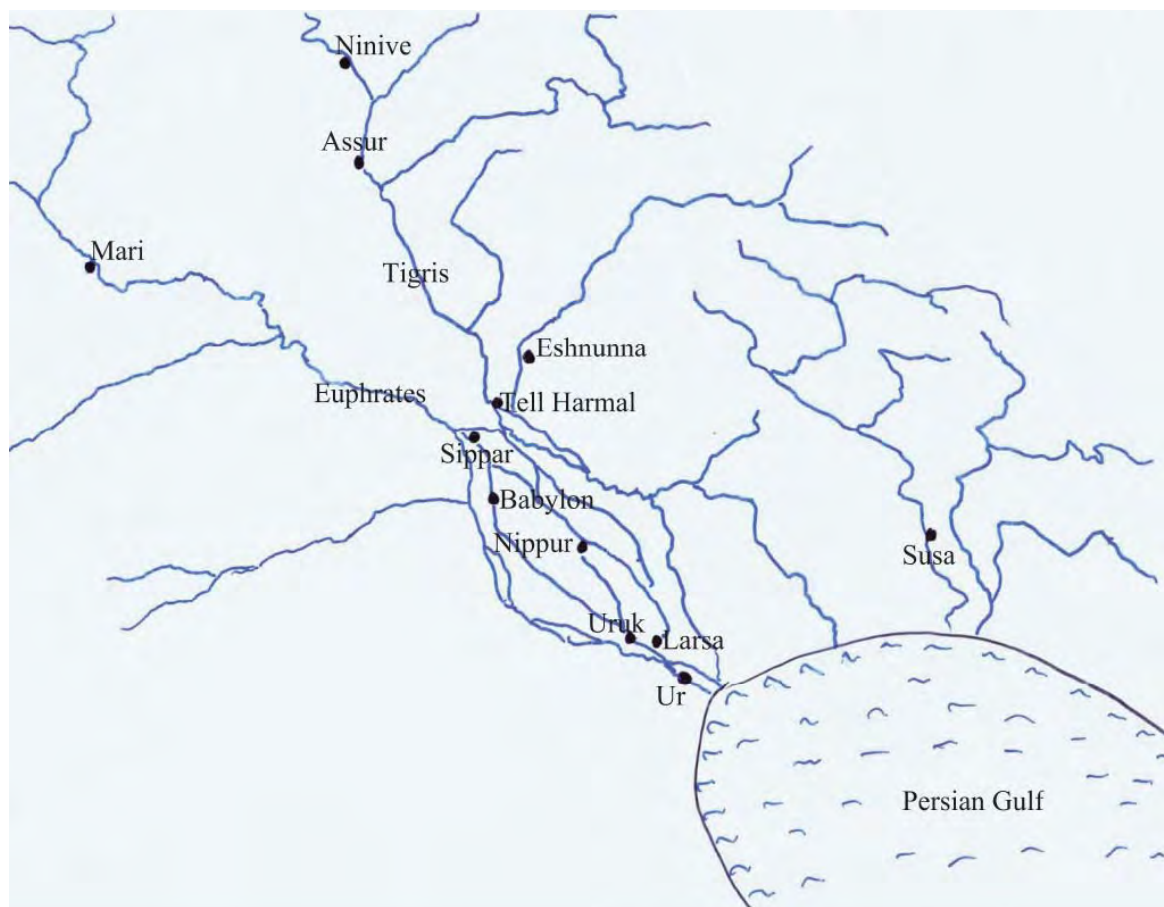 Ninive
Assur
Mari
Tigris
Eshnunna
Euphrates
Tell Harmal
Sippar
Babylon
Nippur
Susa
Uruk
Larsa
Ur
Persian Gulf